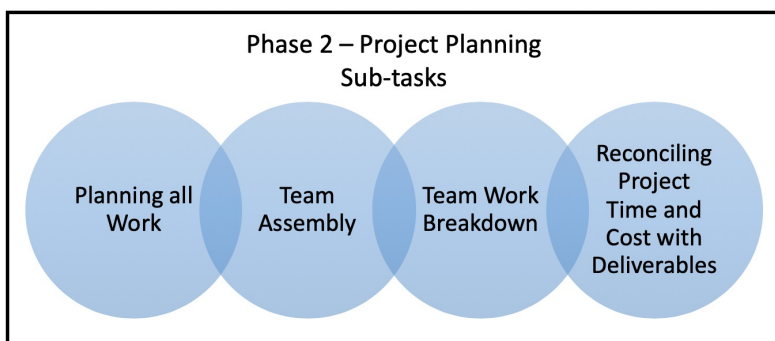 Phase 2 – Project Planning
Sub-tasks
Planning all
Work
Team
Assembly
Team Work
Breakdown
Reconciling
Project
Time and
Cost with
Deliverables